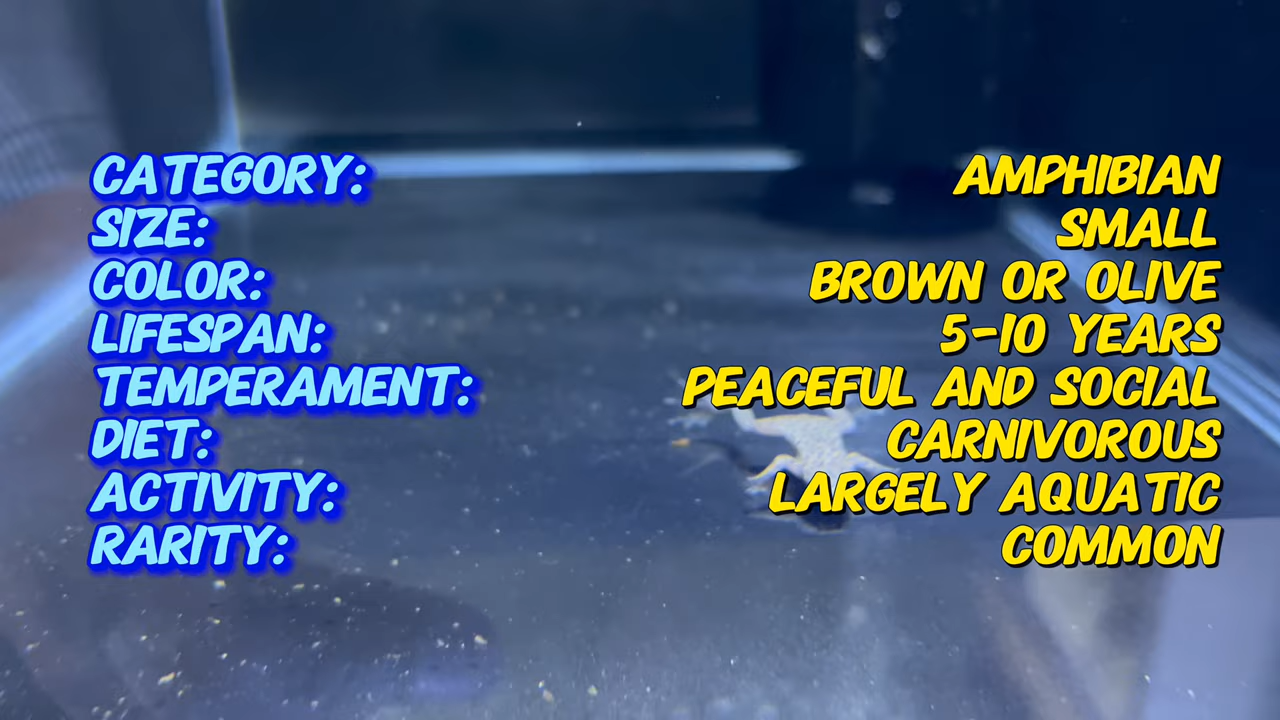 CATEGORY: AMPHIBIAN
SIZE: SMALL
COLOR: BROWN OR OLIVE
LIFESPAN: 5-10 YEARS
TEMPERAMENT: PEACEFUL AND SOCIAL
DIET: CARNIVOROUS
ACTIVITY: LARGELY AQUATIC
RARITY: COMMON